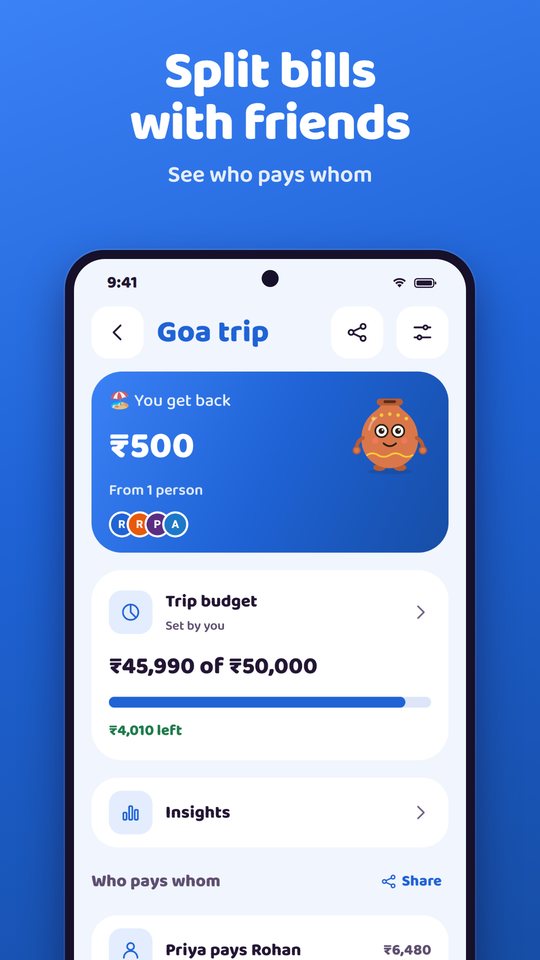 Split bills
with friends
See who pays whom
9:41
Goa trip
You get back
₹500
From 1 person
R R P A
Trip budget
Set by you
₹45,990 of ₹50,000
₹4,010 left
Insights
Who pays whom
Share
Priya pays Rohan
₹6,480